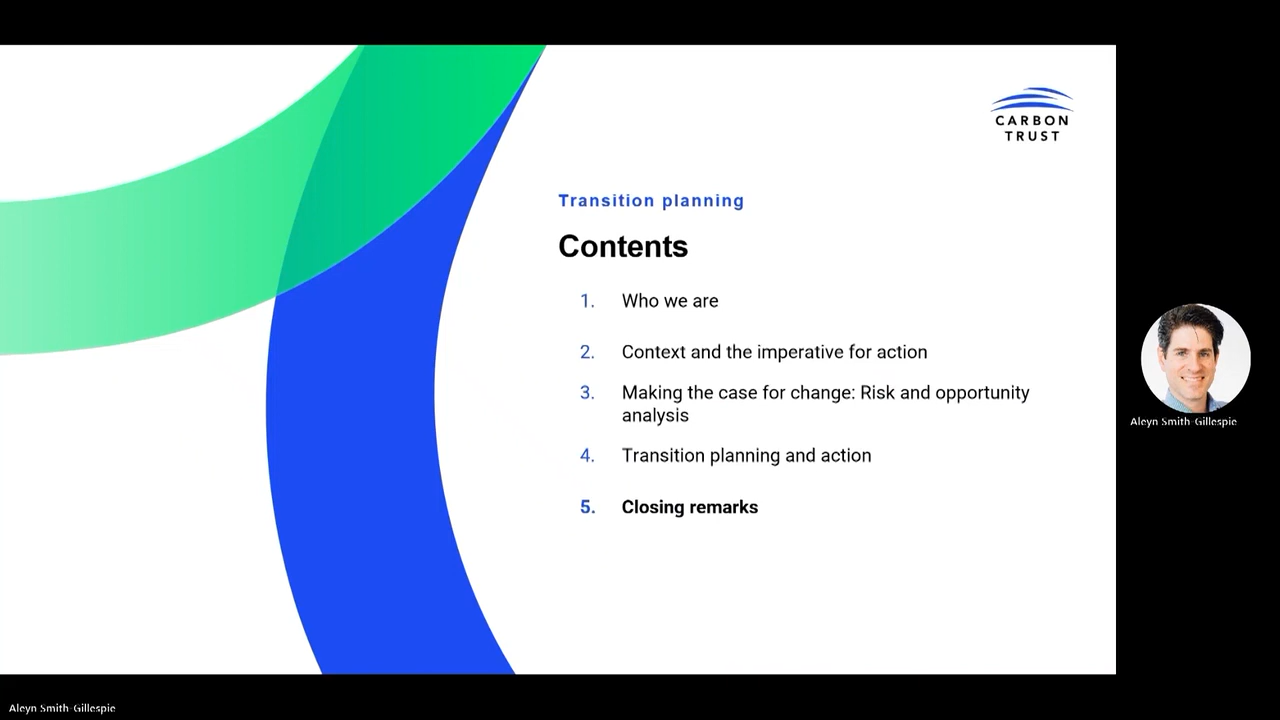 CARBON
TRUST
Transition planning
Contents
1. Who we are
2. Context and the imperative for action
3. Making the case for change: Risk and opportunity
analysis
4. Transition planning and action
5. Closing remarks
Aleyn Smith-Gillespie
Aleyn Smith-Gillespie